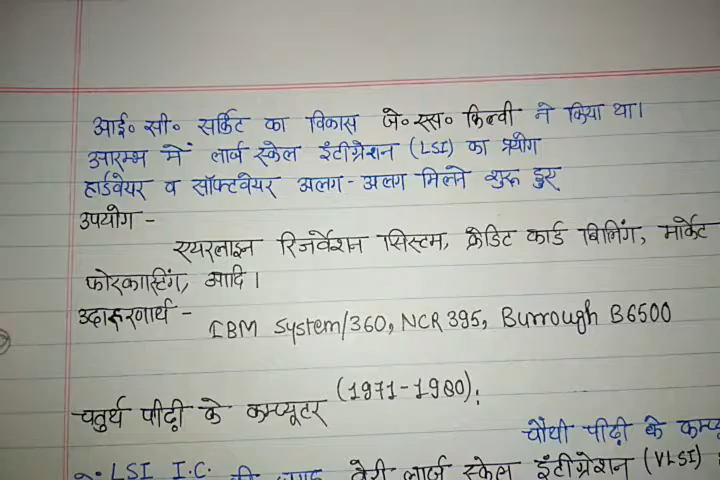 आई॰ सी॰ सर्किट का विकास जे॰ एस॰ किल्वी ने किया था।
आरम्भ में लार्ज स्केल इंटीग्रेशन (LSI) का प्रयोग
हार्डवेयर व सॉफ्टवेयर अलग-अलग मिलने शुरू हुए
उपयोग -
एयरलाइन रिजर्वेशन सिस्टम, क्रेडिट कार्ड बिलिंग, मार्केट
फोरकास्टिंग, आदि।
उदाहरणार्थ - IBM System/360, NCR 395, Burrough B6500
चतुर्थ पीढ़ी के कम्प्यूटर (1971-1980):
चौथी पीढ़ी के
LSI I.C. की जगह वेरी लार्ज स्केल इंटीग्रेशन (VLSI)